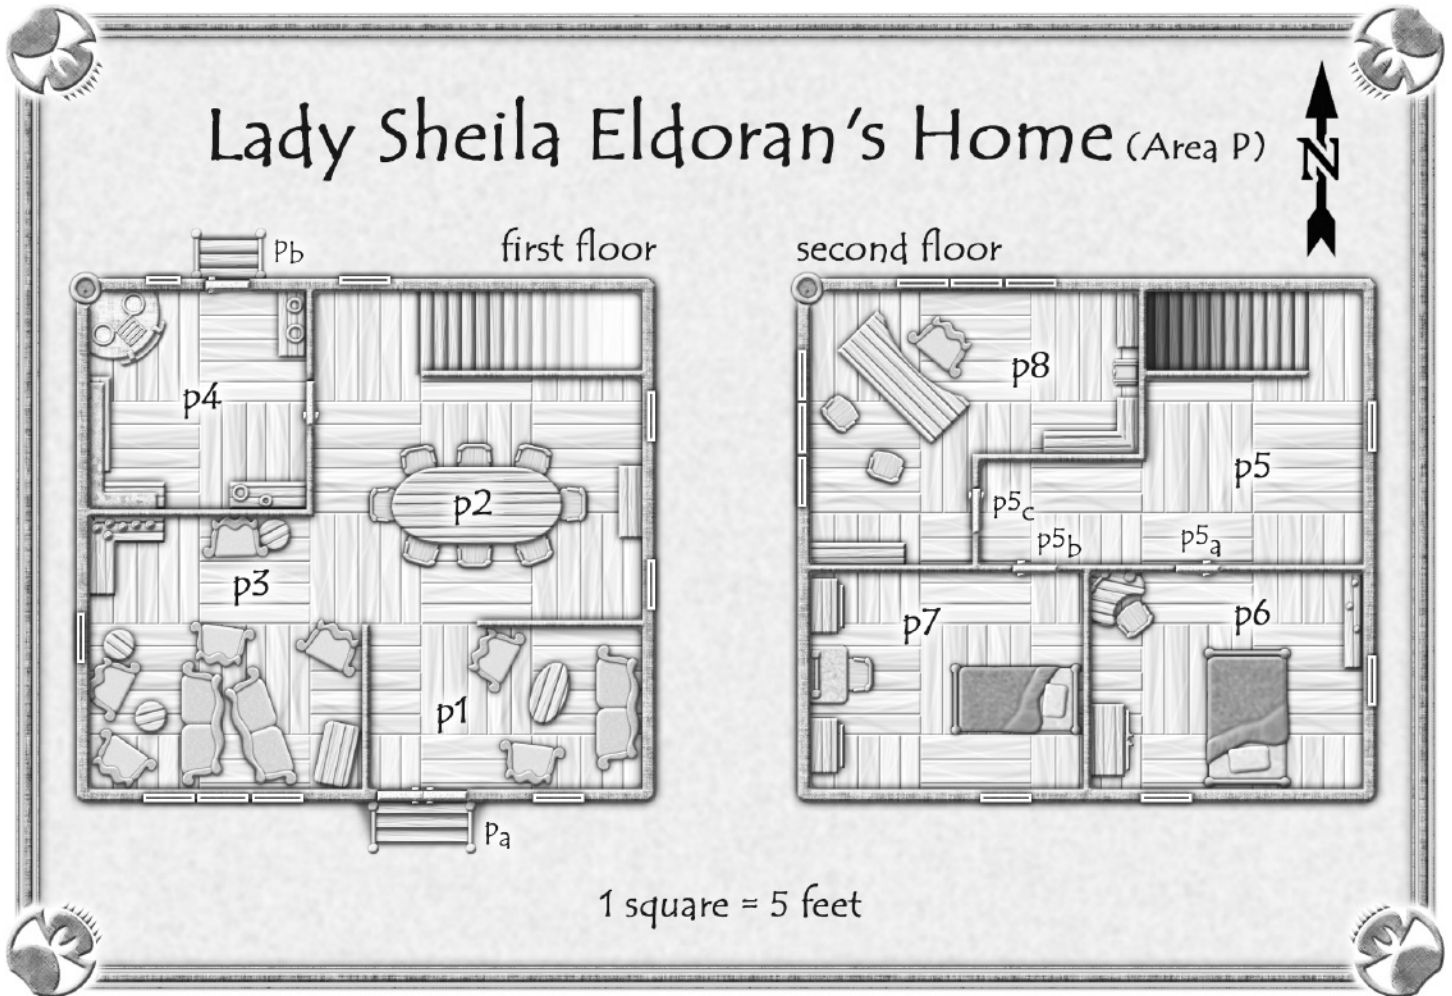 Lady Sheila Eldoran's Home (Area P)
N
first floor
second floor
Pb
p4
p2
p3
p1
Pa
p8
p5
p5c
p5b
p5a
p7
p6
1 square = 5 feet